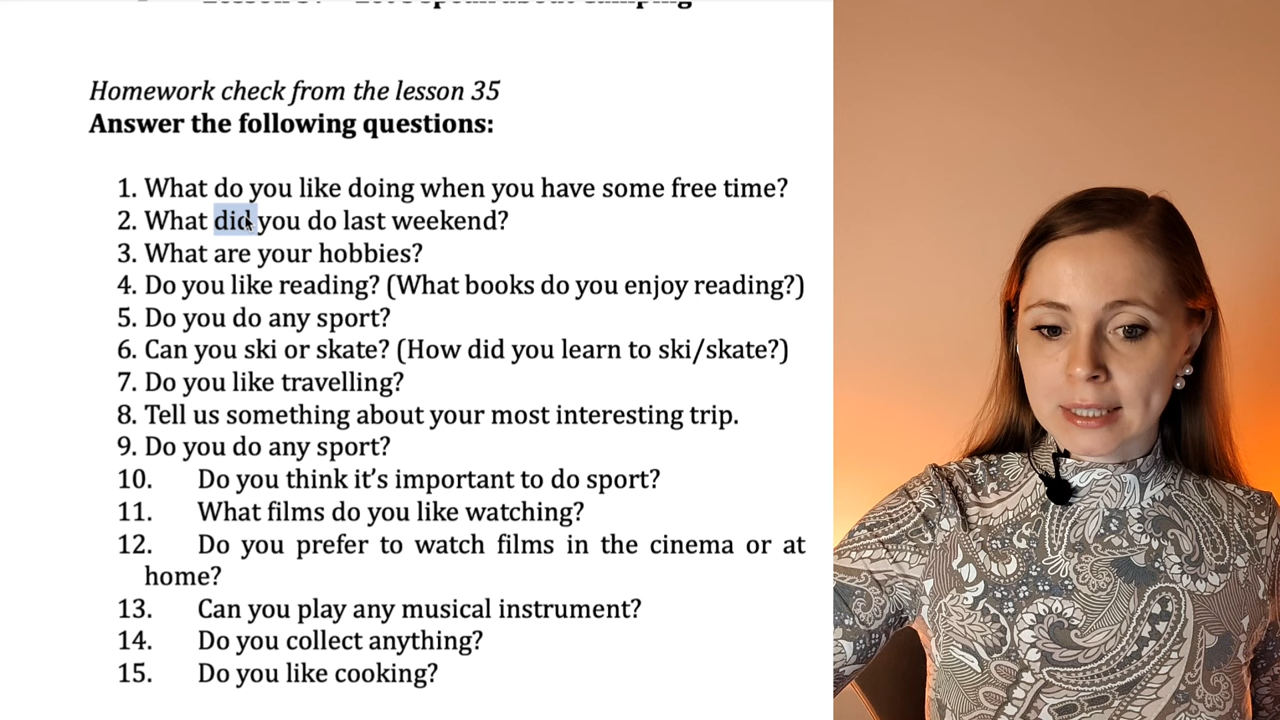 Homework check from the lesson 35
Answer the following questions:
1. What do you like doing when you have some free time?
2. What did you do last weekend?
3. What are your hobbies?
4. Do you like reading? (What books do you enjoy reading?)
5. Do you do any sport?
6. Can you ski or skate? (How did you learn to ski/skate?)
7. Do you like travelling?
8. Tell us something about your most interesting trip.
9. Do you do any sport?
10. Do you think it’s important to do sport?
11. What films do you like watching?
12. Do you prefer to watch films in the cinema or at
home?
13. Can you play any musical instrument?
14. Do you collect anything?
15. Do you like cooking?